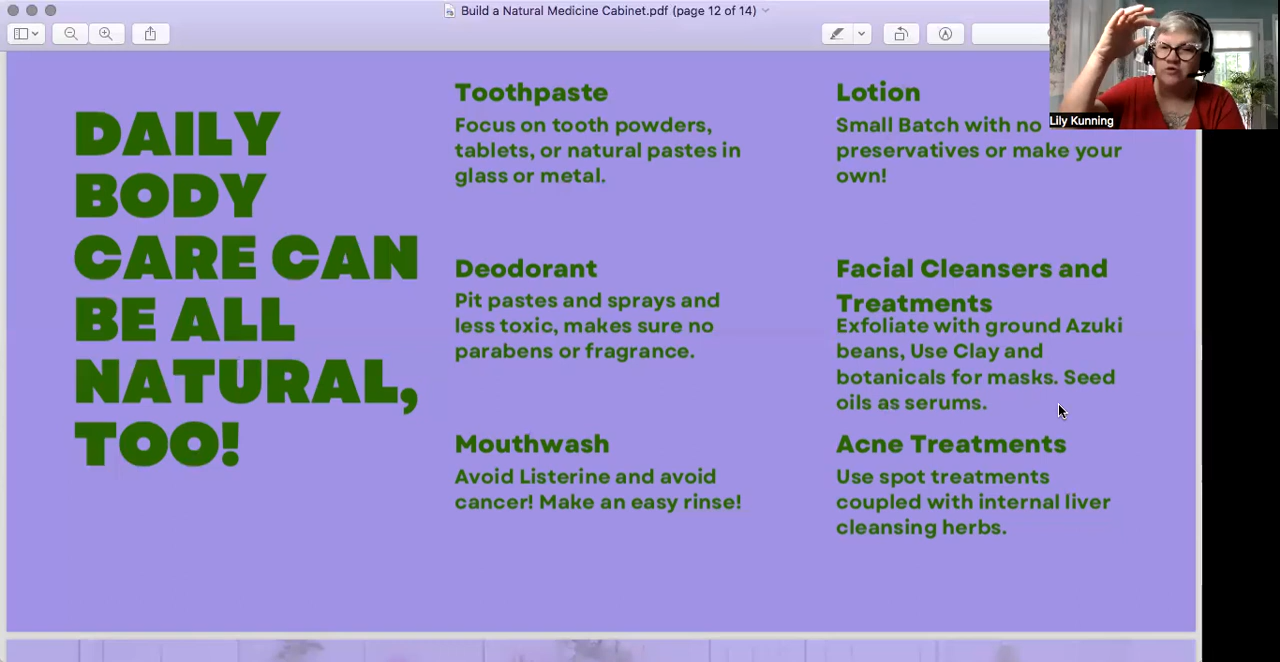 Build a Natural Medicine Cabinet.pdf (page 12 of 14)
Lily Kunning
DAILY
BODY
CARE CAN
BE ALL
NATURAL,
TOO!
Toothpaste
Focus on tooth powders,
tablets, or natural pastes in
glass or metal.
Deodorant
Pit pastes and sprays and
less toxic, makes sure no
parabens or fragrance.
Mouthwash
Avoid Listerine and avoid
cancer! Make an easy rinse!
Lotion
Small Batch with no
preservatives or make your
own!
Facial Cleansers and
Treatments
Exfoliate with ground Azuki
beans, Use Clay and
botanicals for masks. Seed
oils as serums.
Acne Treatments
Use spot treatments
coupled with internal liver
cleansing herbs.